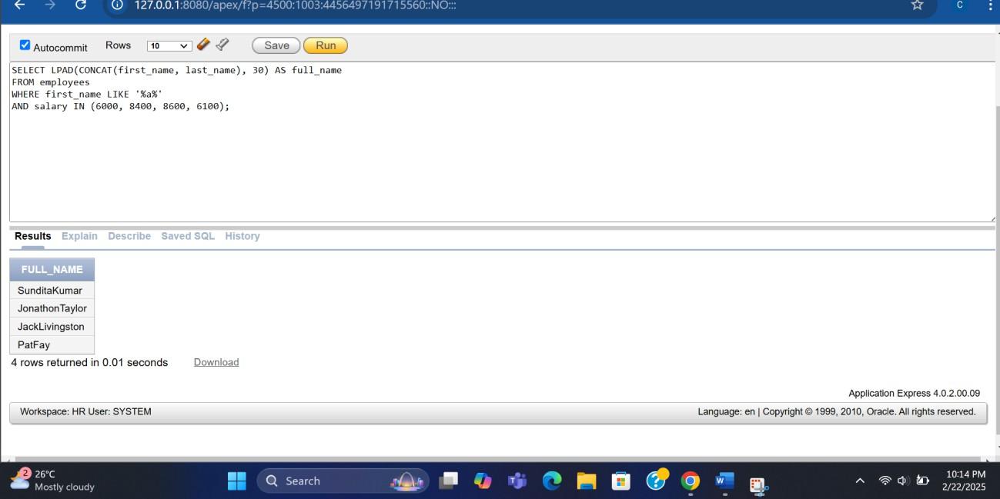 127.0.0.1:8080/apex/f?p=4500:1003:4456497191715560::NO:::
C
Autocommit Rows 10 Save Run
SELECT LPAD(CONCAT(first_name, last_name), 30) AS full_name
FROM employees
WHERE first_name LIKE '%a%'
AND salary IN (6000, 8400, 8600, 6100);
Results Explain Describe Saved SQL History
FULL_NAME
SunditaKumar
JonathonTaylor
JackLivingston
PatFay
4 rows returned in 0.01 seconds Download
Application Express 4.0.2.00.09
Workspace: HR User: SYSTEM Language: en | Copyright © 1999, 2010, Oracle. All rights reserved.
2 26°C
Mostly cloudy
Search
10:14 PM
2/22/2025